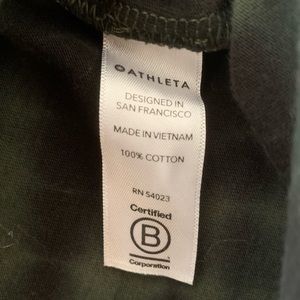 ATHLETA
DESIGNED IN
SAN FRANCISCO
MADE IN VIETNAM
100% COTTON
RN 54023
Certified
B
Corporation